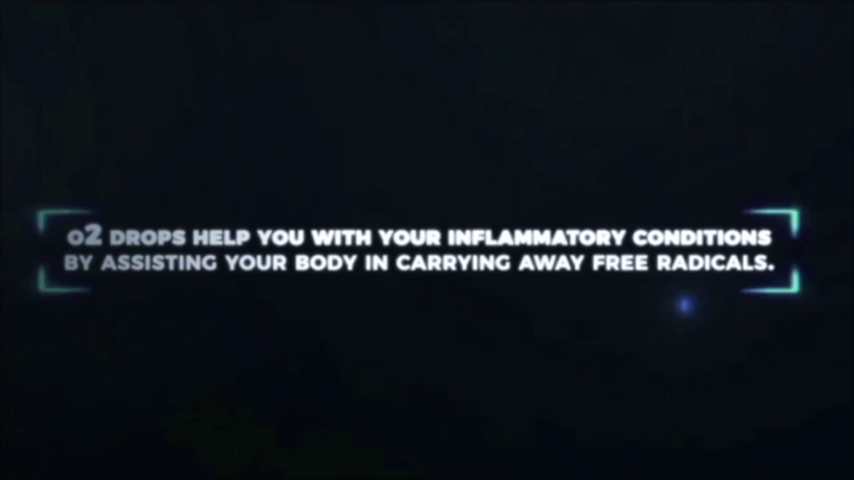 O2 DROPS HELP YOU WITH YOUR INFLAMMATORY CONDITIONS
BY ASSISTING YOUR BODY IN CARRYING AWAY FREE RADICALS.